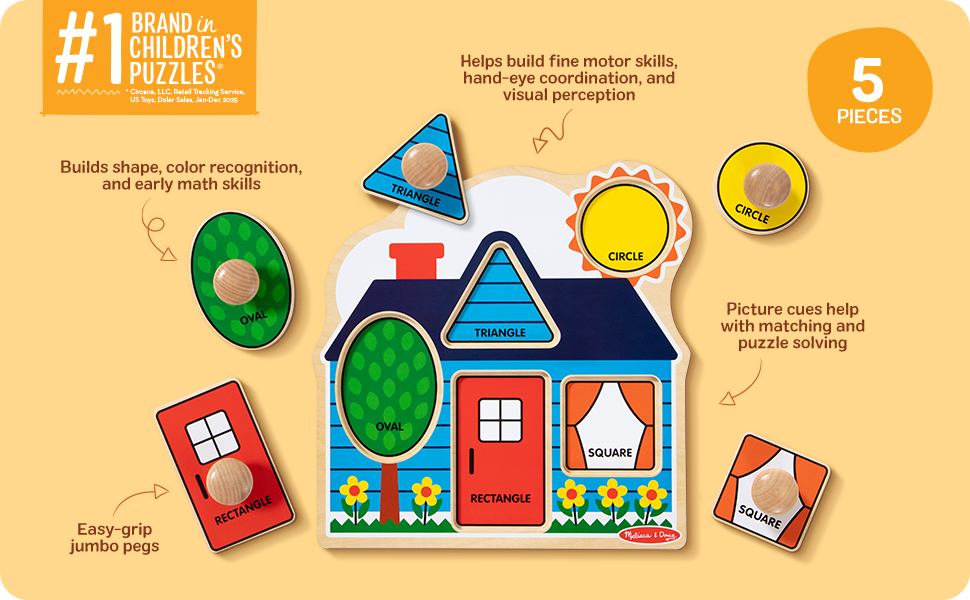 #1 BRAND in
CHILDREN'S
PUZZLES*
* Circana, LLC, Retail Tracking Service,
US Toys, Dolar Sales, Jan-Dec 2025
Helps build fine motor skills,
hand-eye coordination, and
visual perception
5
PIECES
Builds shape, color recognition,
and early math skills
TRIANGLE
CIRCLE
CIRCLE
OVAL
TRIANGLE
Picture cues help
with matching and
puzzle solving
OVAL
SQUARE
RECTANGLE
RECTANGLE
SQUARE
Easy-grip
jumbo pegs
Melissa & Doug